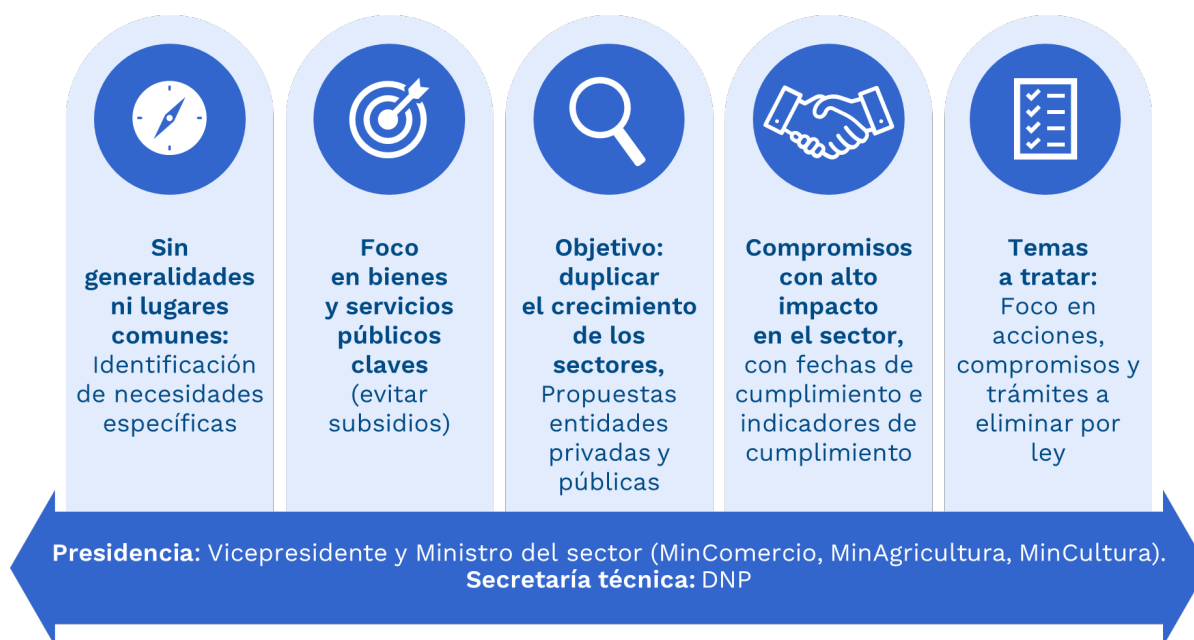 Sin
generalidades
ni lugares
comunes:
Identificación
de necesidades
específicas
Foco
en bienes
y servicios
públicos
claves
(evitar
subsidios)
Objetivo:
duplicar
el crecimiento
de los
sectores,
Propuestas
entidades
privadas y
públicas
Compromisos
con alto
impacto
en el sector,
con fechas de
cumplimiento e
indicadores de
cumplimiento
Temas
a tratar:
Foco en
acciones,
compromisos y
trámites a
eliminar por
ley
Presidencia: Vicepresidente y Ministro del sector (MinComercio, MinAgricultura, MinCultura).
Secretaría técnica: DNP